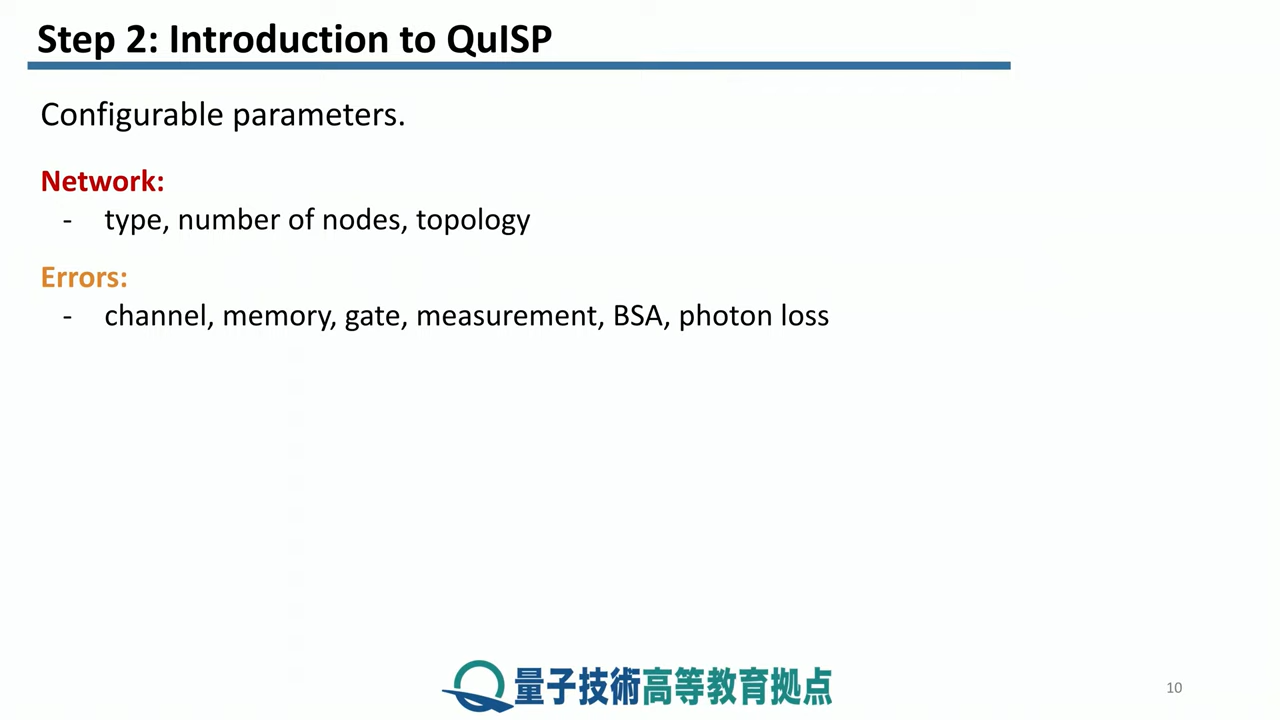 Step 2: Introduction to QuISP
Configurable parameters.
Network:
- type, number of nodes, topology
Errors:
- channel, memory, gate, measurement, BSA, photon loss
量子技術高等教育拠点
10